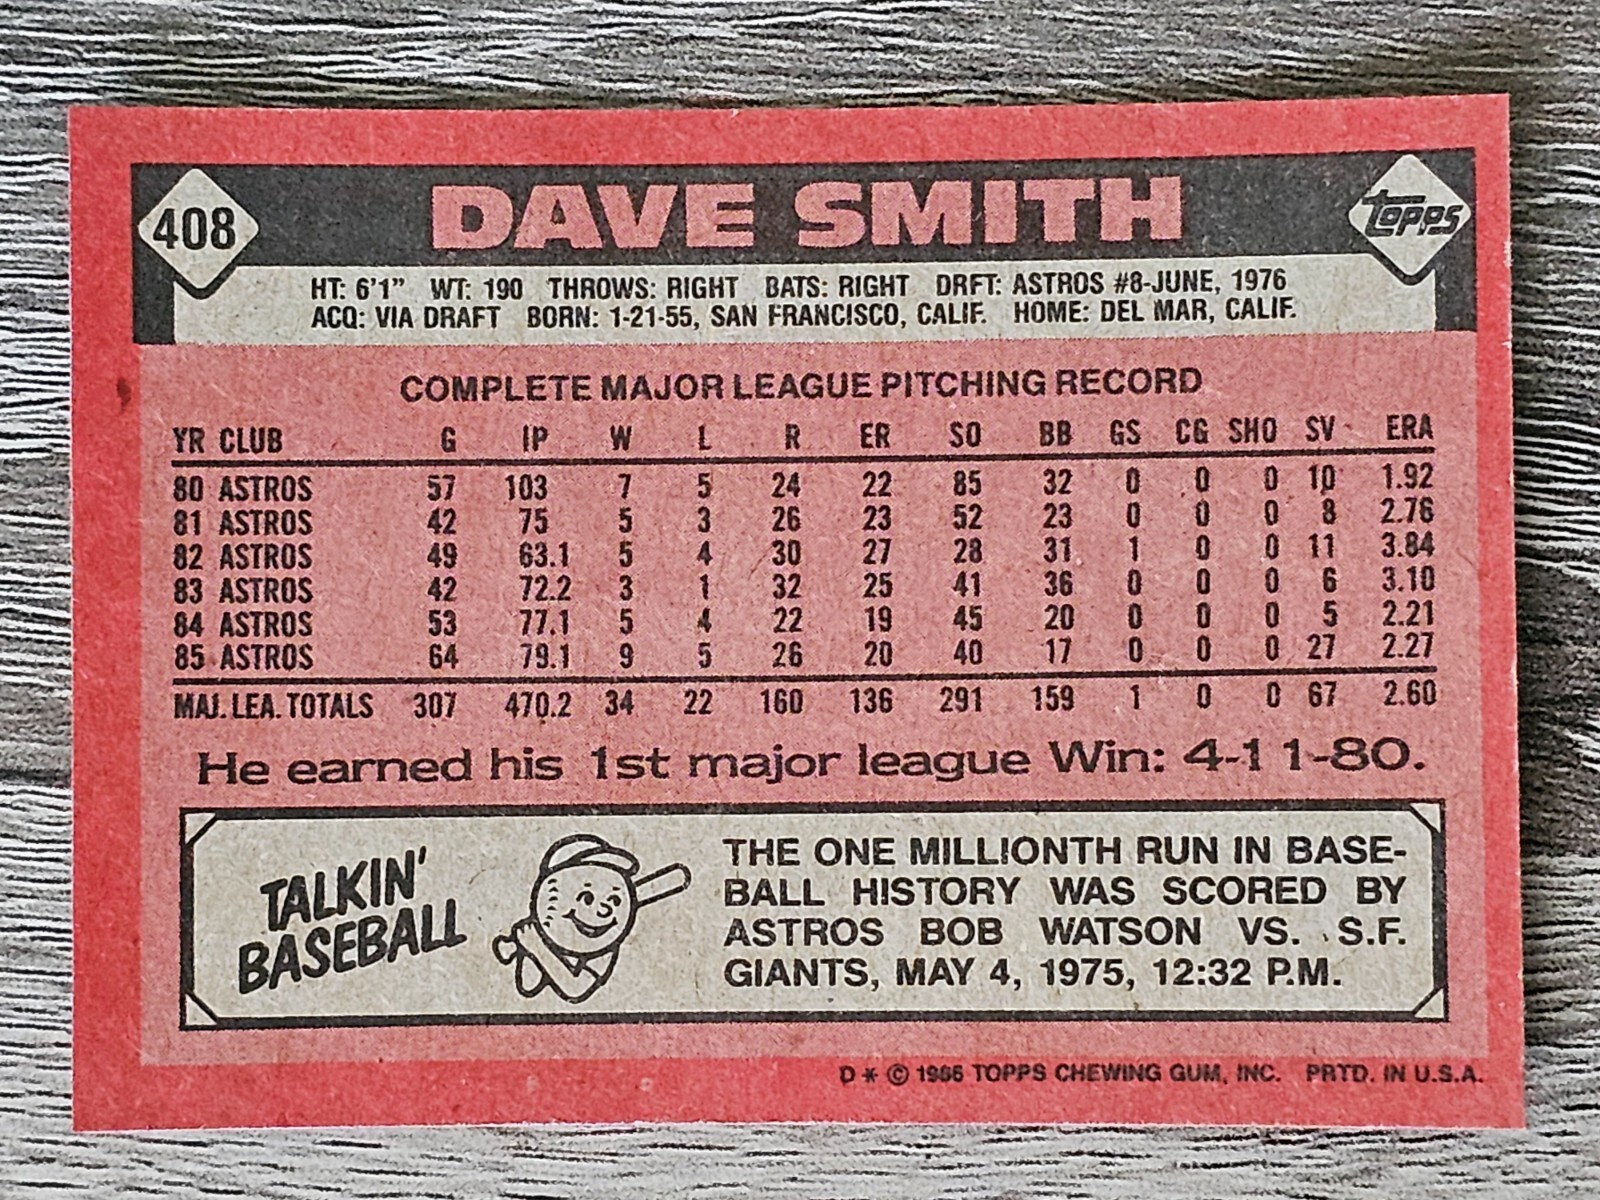 408 DAVE SMITH TOPPS
HT: 6'1" WT: 190 THROWS: RIGHT BATS: RIGHT DRFT: ASTROS #8-JUNE, 1976
ACQ: VIA DRAFT BORN: 1-21-55, SAN FRANCISCO, CALIF. HOME: DEL MAR, CALIF.
COMPLETE MAJOR LEAGUE PITCHING RECORD
YR CLUB G IP W L R ER SO BB GS CG SHO SV ERA
80 ASTROS 57 103 7 5 24 22 85 32 0 0 0 10 1.92
81 ASTROS 42 75 5 3 26 23 52 23 0 0 0 8 2.76
82 ASTROS 49 63.1 5 4 30 27 28 31 1 0 0 11 3.84
83 ASTROS 42 72.2 3 1 32 25 41 36 0 0 0 6 3.10
84 ASTROS 53 77.1 5 4 22 19 45 20 0 0 0 5 2.21
85 ASTROS 64 79.1 9 5 26 20 40 17 0 0 0 27 2.27
MAJ. LEA. TOTALS 307 470.2 34 22 160 136 291 159 1 0 0 67 2.60
He earned his 1st major league Win: 4-11-80.
TALKIN'
BASEBALL
THE ONE MILLIONTH RUN IN BASE-
BALL HISTORY WAS SCORED BY
ASTROS BOB WATSON VS. S.F.
GIANTS, MAY 4, 1975, 12:32 P.M.
D * © 1986 TOPPS CHEWING GUM, INC. PRTD. IN U.S.A.